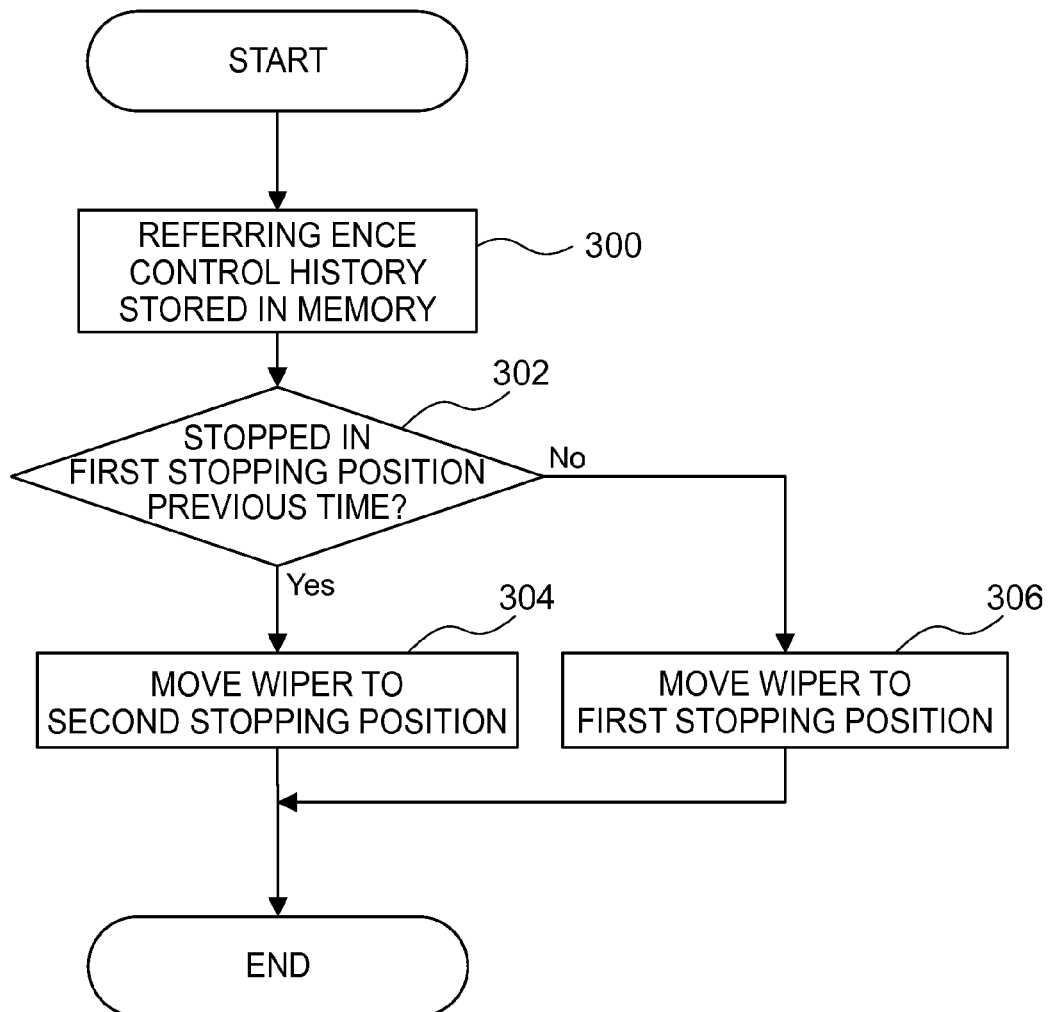 START
REFERRING ENCE
CONTROL HISTORY
STORED IN MEMORY
300
302
STOPPED IN
FIRST STOPPING POSITION
PREVIOUS TIME?
No
Yes
304
306
MOVE WIPER TO
SECOND STOPPING POSITION
MOVE WIPER TO
FIRST STOPPING POSITION
END